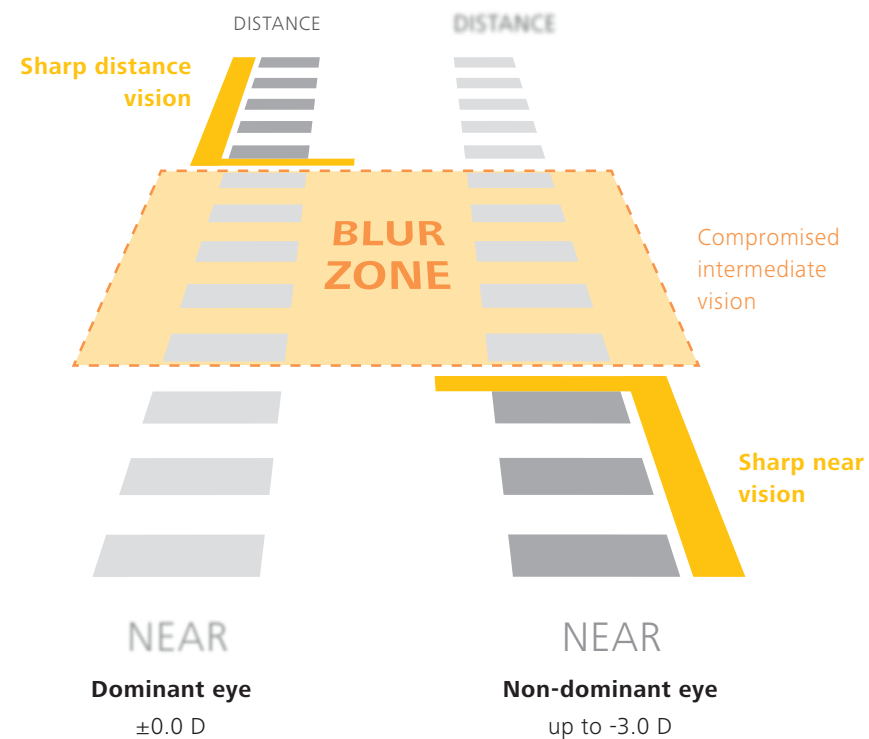 DISTANCE
DISTANCE
Sharp distance
vision
BLUR
ZONE
Compromised
intermediate
vision
Sharp near
vision
NEAR
NEAR
Dominant eye
±0.0 D
Non-dominant eye
up to -3.0 D